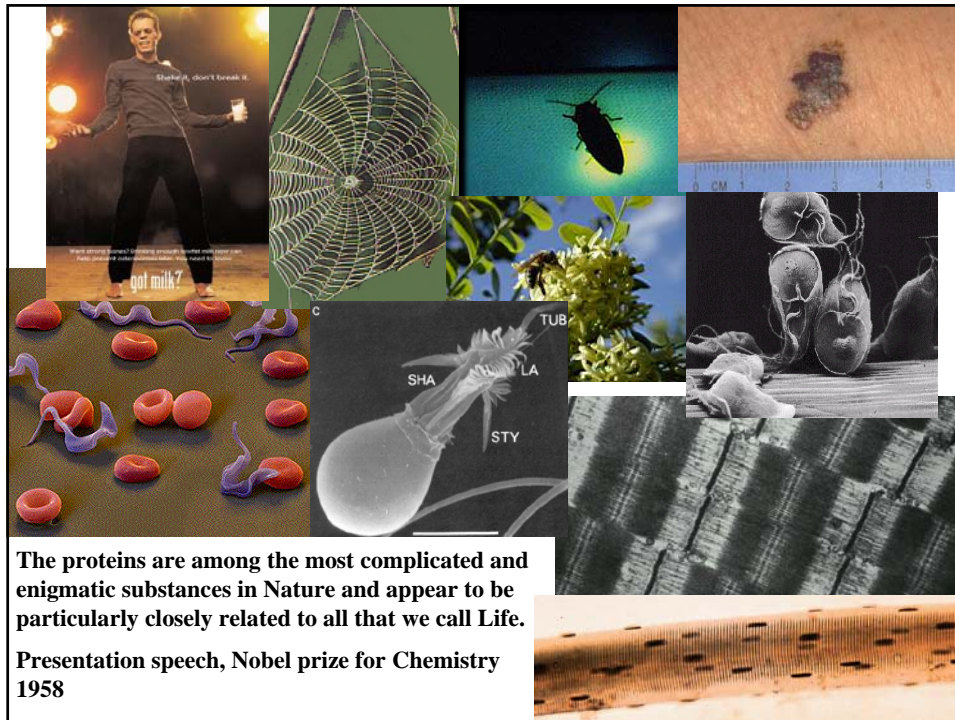 Shake it, don't break it.
got milk?
CM 1 2 3 4 5
C
TUB
LA
SHA
STY
The proteins are among the most complicated and
enigmatic substances in Nature and appear to be
particularly closely related to all that we call Life.
Presentation speech, Nobel prize for Chemistry
1958